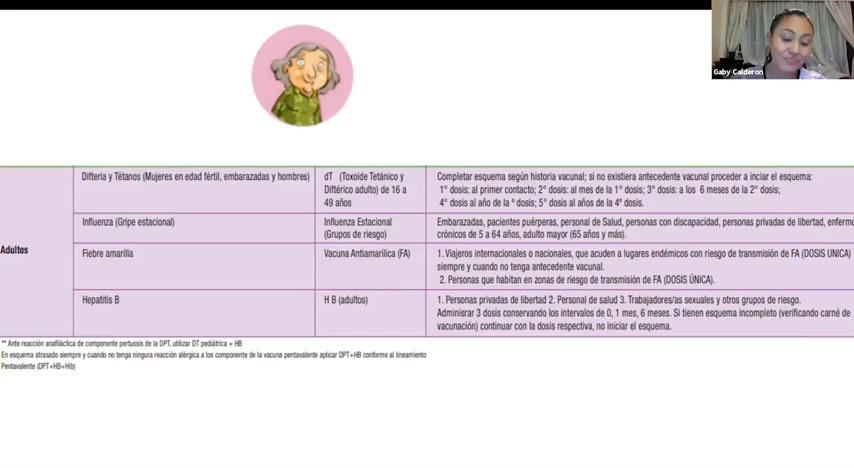 Gaby Calderon
Adultos
Difteria y Tétanos (Mujeres en edad fértil, embarazadas y hombres)
dT (Toxoide Tetánico y
Diftérico adulto) de 16 a
49 años
Completar esquema según historia vacunal; si no existiera antecedente vacunal proceder a inciar el esquema:
1° dosis: al primer contacto; 2° dosis: al mes de la 1° dosis; 3° dosis: a los 6 meses de la 2° dosis;
4° dosis al año de la ª dosis; 5° dosis al años de la 4ª dosis.
Influenza (Gripe estacional)
Influenza Estacional
(Grupos de riesgo)
Embarazadas, pacientes puérperas, personal de Salud, personas con discapacidad, personas privadas de libertad, enfermo
crónicos de 5 a 64 años, adulto mayor (65 años y más).
Fiebre amarilla
Vacuna Antiamarílica (FA)
1. Viajeros internacionales o nacionales, que acuden a lugares endémicos con riesgo de transmisión de FA (DOSIS UNICA)
siempre y cuando no tenga antecedente vacunal.
2. Personas que habitan en zonas de riesgo de transmisión de FA (DOSIS ÚNICA).
Hepatitis B
H B (adultos)
1. Personas privadas de libertad 2. Personal de salud 3. Trabajadores/as sexuales y otros grupos de riesgo.
Adminisrar 3 dosis conservando los intervalos de 0, 1 mes, 6 meses. Si tienen esquema incompleto (verificando carné de
vacunación) continuar con la dosis respectiva, no iniciar el esquema.
** Ante reacción anafiláctica de componente pertussis de la DPT, utilizar DT pediátrica + HB
En esquema atrasado siempre y cuando no tenga ninguna reacción alérgica a los componente de la vacuna pentavalente aplicar DPT+HB conforme al lineamiento
Pentavalente (DPT+HB+Hib)